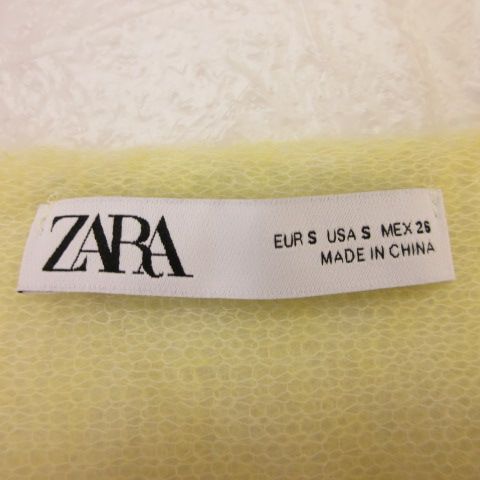 ZARA
EUR S USA S MEX 26
MADE IN CHINA